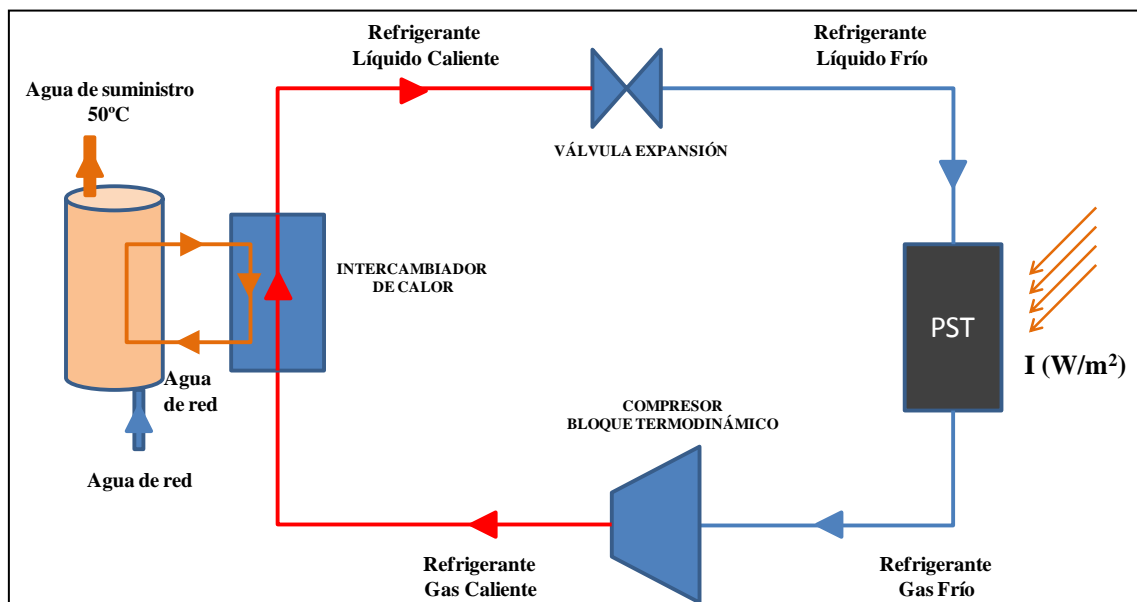 Refrigerante
Líquido Caliente
Refrigerante
Líquido Frío
Agua de suministro
50ºC
VÁLVULA EXPANSIÓN
INTERCAMBIADOR
DE CALOR
PST
I (W/m²)
Agua
de red
COMPRESOR
BLOQUE TERMODINÁMICO
Agua de red
Refrigerante
Gas Caliente
Refrigerante
Gas Frío